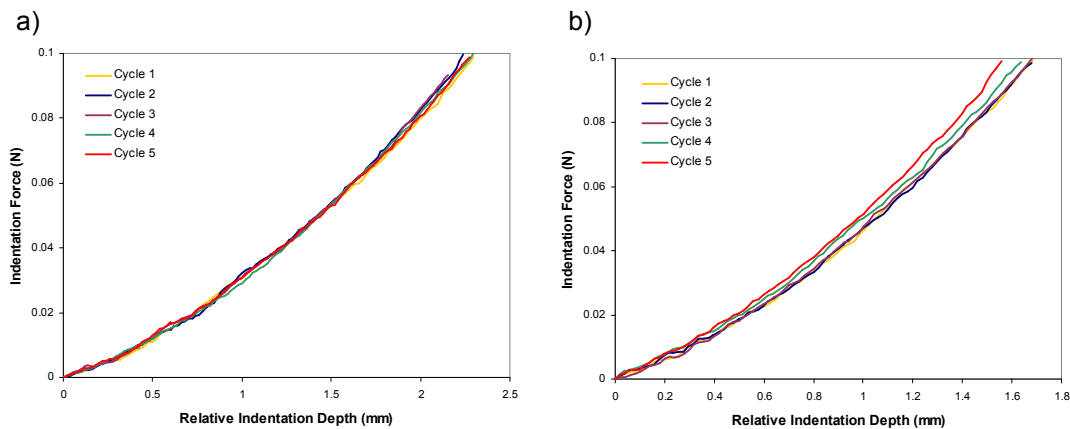 a)
0.1
0.08
0.06
0.04
0.02
0
Indentation Force (N)
Cycle 1
Cycle 2
Cycle 3
Cycle 4
Cycle 5
0 0.5 1 1.5 2 2.5
Relative Indentation Depth (mm)
b)
0.1
0.08
0.06
0.04
0.02
0
Indentation Force (N)
Cycle 1
Cycle 2
Cycle 3
Cycle 4
Cycle 5
0 0.2 0.4 0.6 0.8 1 1.2 1.4 1.6 1.8
Relative Indentation Depth (mm)